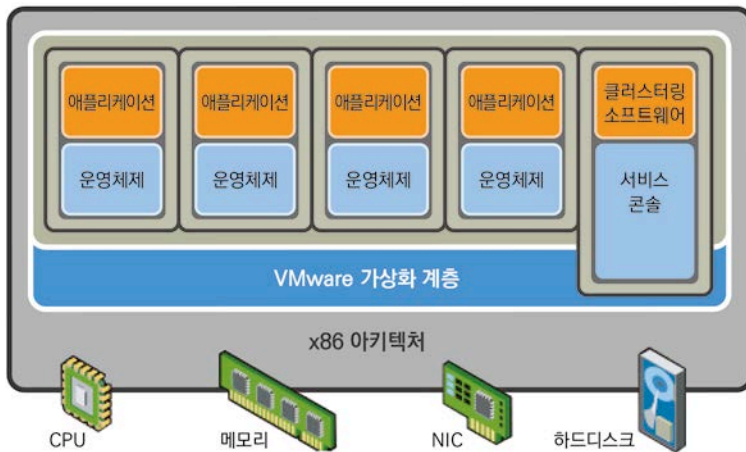 애플리케이션
애플리케이션
애플리케이션
애플리케이션
클러스터링
소프트웨어
운영체제
운영체제
운영체제
운영체제
서비스
콘솔
VMware 가상화 계층
x86 아키텍처
CPU
메모리
NIC
하드디스크